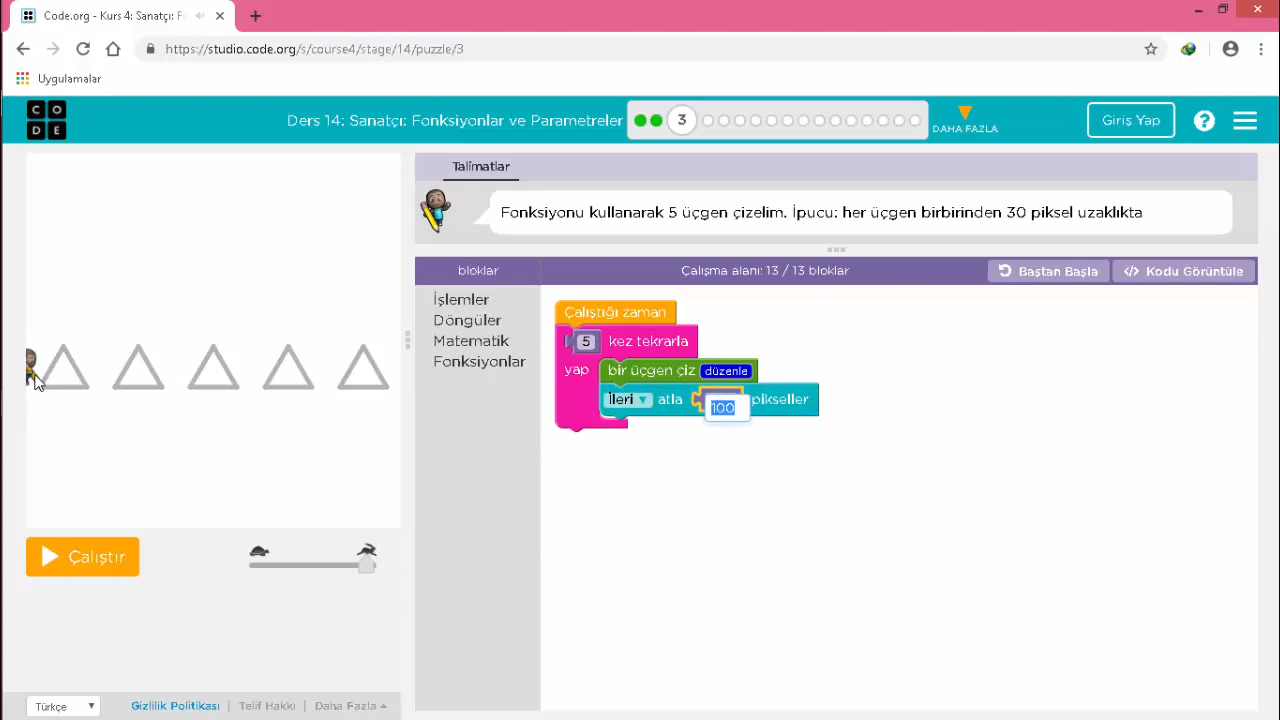 Code.org - Kurs 4: Sanatçı: F
https://studio.code.org/s/course4/stage/14/puzzle/3
Uygulamalar
CODE
Ders 14: Sanatçı: Fonksiyonlar ve Parametreler
3
DAHA FAZLA
Giriş Yap
?
Talimatlar
Fonksiyonu kullanarak 5 üçgen çizelim. İpucu: her üçgen birbirinden 30 piksel uzaklıkta
bloklar
Çalışma alanı: 13 / 13 bloklar
Baştan Başla
</> Kodu Görüntüle
İşlemler
Döngüler
Matematik
Fonksiyonlar
Çalıştığı zaman
5 kez tekrarla
yap
bir üçgen çiz düzenle
İleri atla 100 pikseller
Çalıştır
Türkçe
Gizlilik Politikası | Telif Hakkı | Daha Fazla